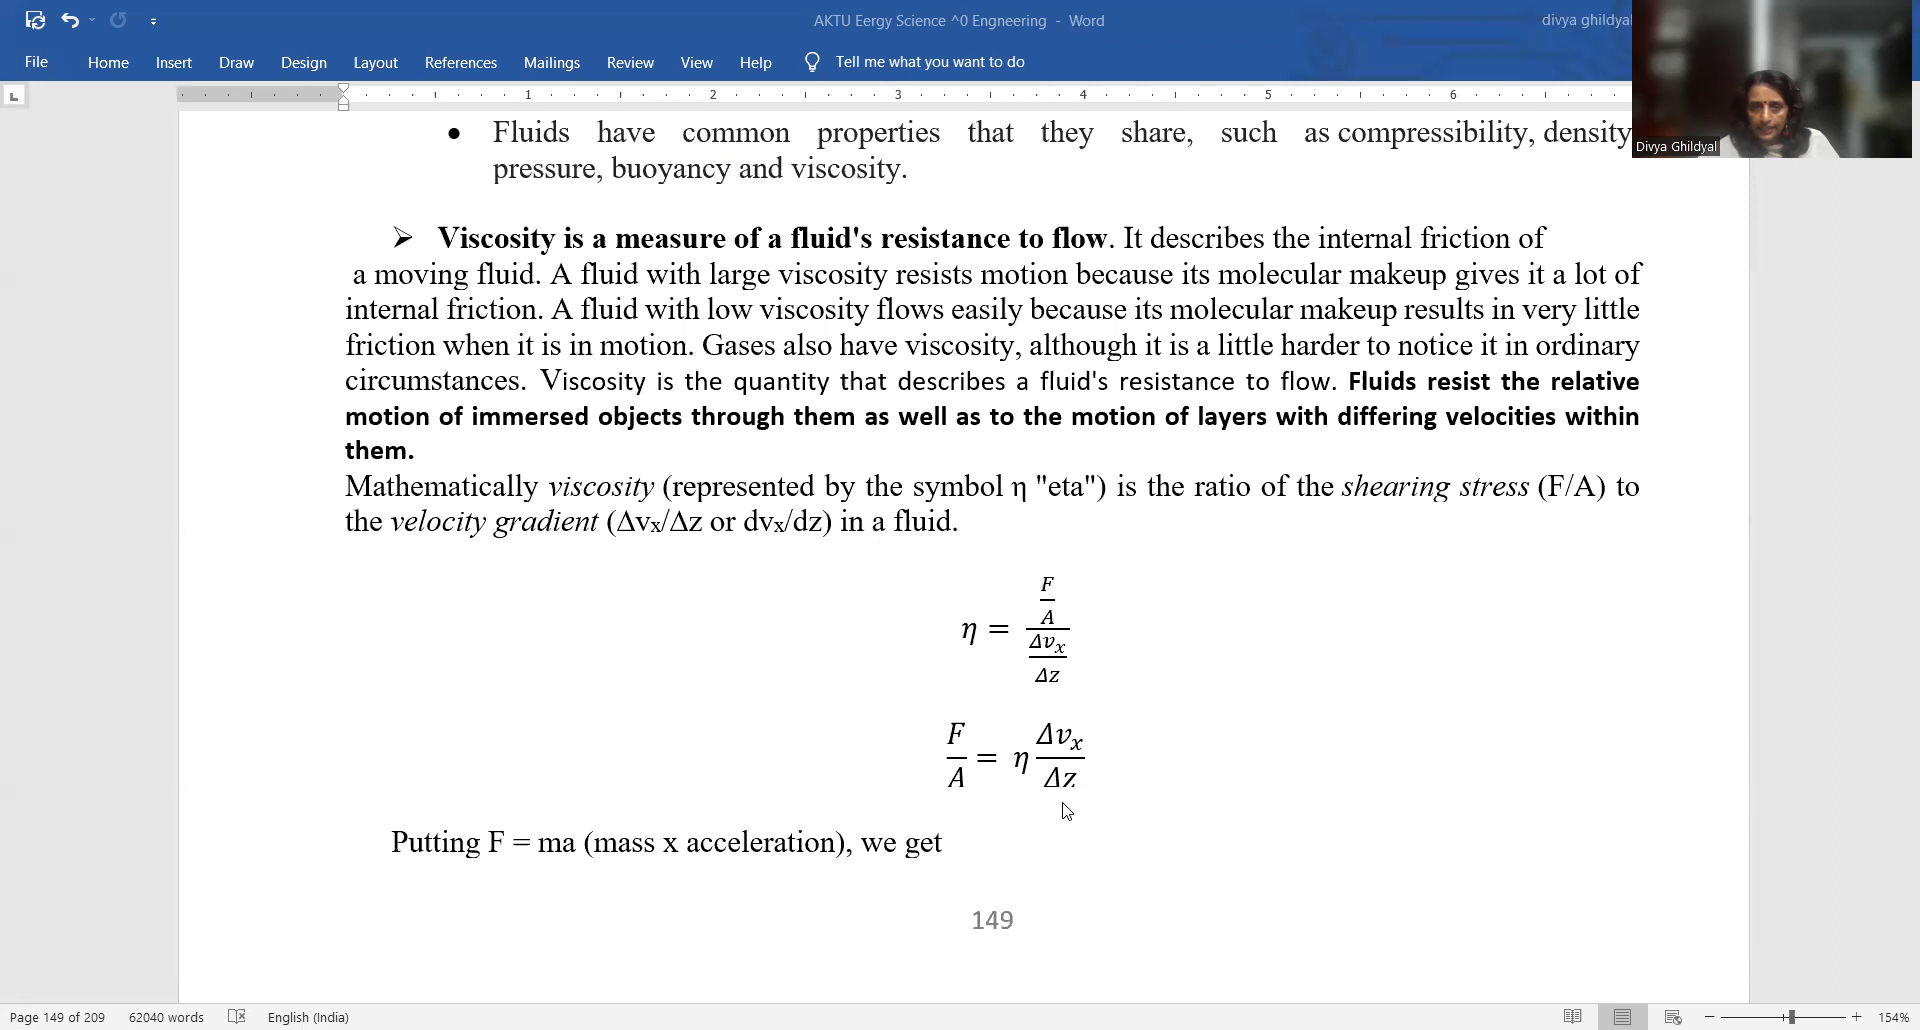 AKTU Eergy Science ^0 Engneering - Word
divya ghildyal
File Home Insert Draw Design Layout References Mailings Review View Help Tell me what you want to do
1 2 3 4 5 6
Divya Ghildyal
• Fluids have common properties that they share, such as compressibility, density
pressure, buoyancy and viscosity.
➢ Viscosity is a measure of a fluid's resistance to flow. It describes the internal friction of
a moving fluid. A fluid with large viscosity resists motion because its molecular makeup gives it a lot of
internal friction. A fluid with low viscosity flows easily because its molecular makeup results in very little
friction when it is in motion. Gases also have viscosity, although it is a little harder to notice it in ordinary
circumstances. Viscosity is the quantity that describes a fluid's resistance to flow. Fluids resist the relative
motion of immersed objects through them as well as to the motion of layers with differing velocities within
them.
Mathematically viscosity (represented by the symbol η "eta") is the ratio of the shearing stress (F/A) to
the velocity gradient (Δvx/Δz or dvx/dz) in a fluid.
η = (F/A)/(Δvx/Δz)
F/A = η Δvx/Δz
Putting F = ma (mass x acceleration), we get
149
Page 149 of 209 62040 words English (India) 154%